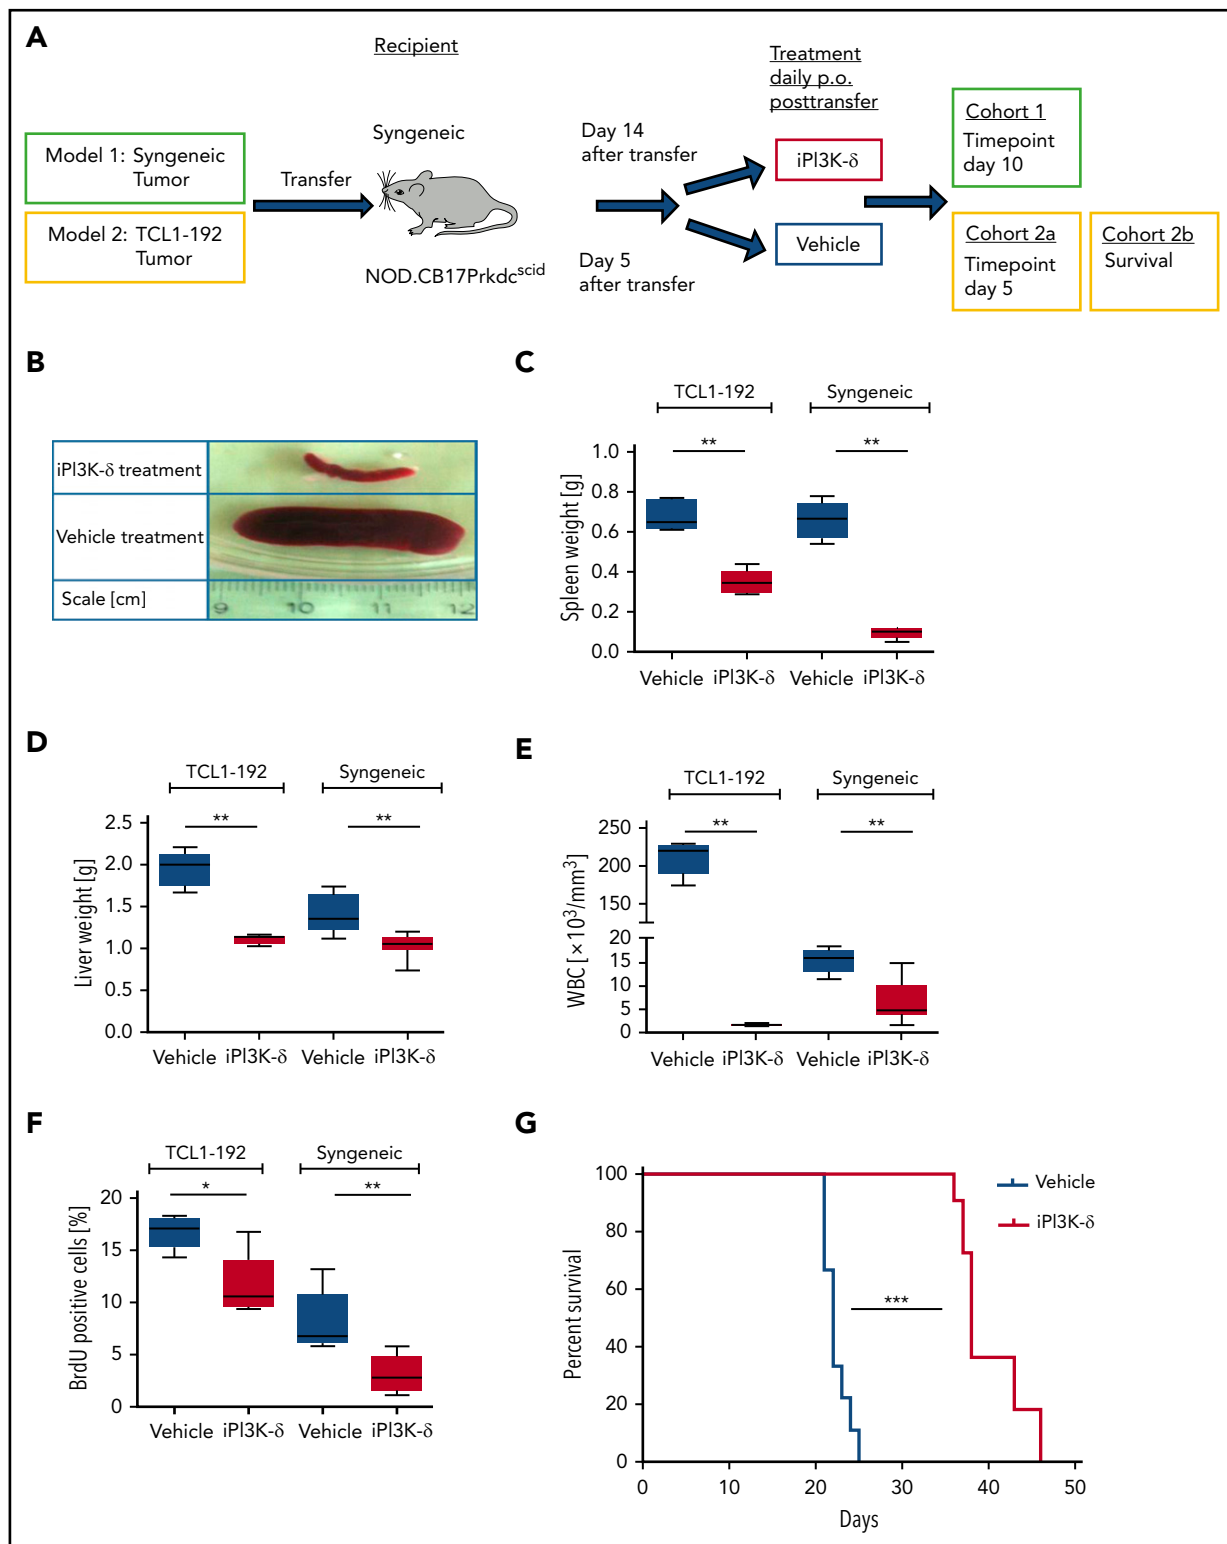 A
Recipient
Treatment
daily p.o.
posttransfer
Model 1: Syngeneic
Tumor
Model 2: TCL1-192
Tumor
Transfer
Syngeneic
NOD.CB17Prkdcscid
Day 14
after transfer
Day 5
after transfer
iPI3K-δ
Vehicle
Cohort 1
Timepoint
day 10
Cohort 2a
Timepoint
day 5
Cohort 2b
Survival
B
iPI3K-δ treatment
Vehicle treatment
Scale [cm]
9 10 11 12
C
TCL1-192 Syngeneic
** **
Spleen weight [g]
1.0
0.8
0.6
0.4
0.2
0.0
Vehicle iPI3K-δ Vehicle iPI3K-δ
D
TCL1-192 Syngeneic
** **
Liver weight [g]
2.5
2.0
1.5
1.0
0.5
0.0
Vehicle iPI3K-δ Vehicle iPI3K-δ
E
TCL1-192 Syngeneic
** **
WBC [×10³/mm³]
250
200
150
20
15
10
5
0
Vehicle iPI3K-δ Vehicle iPI3K-δ
F
TCL1-192 Syngeneic
* **
BrdU positive cells [%]
20
15
10
5
0
Vehicle iPI3K-δ Vehicle iPI3K-δ
G
Percent survival
100
80
60
40
20
0
Vehicle
iPI3K-δ
***
0 10 20 30 40 50
Days